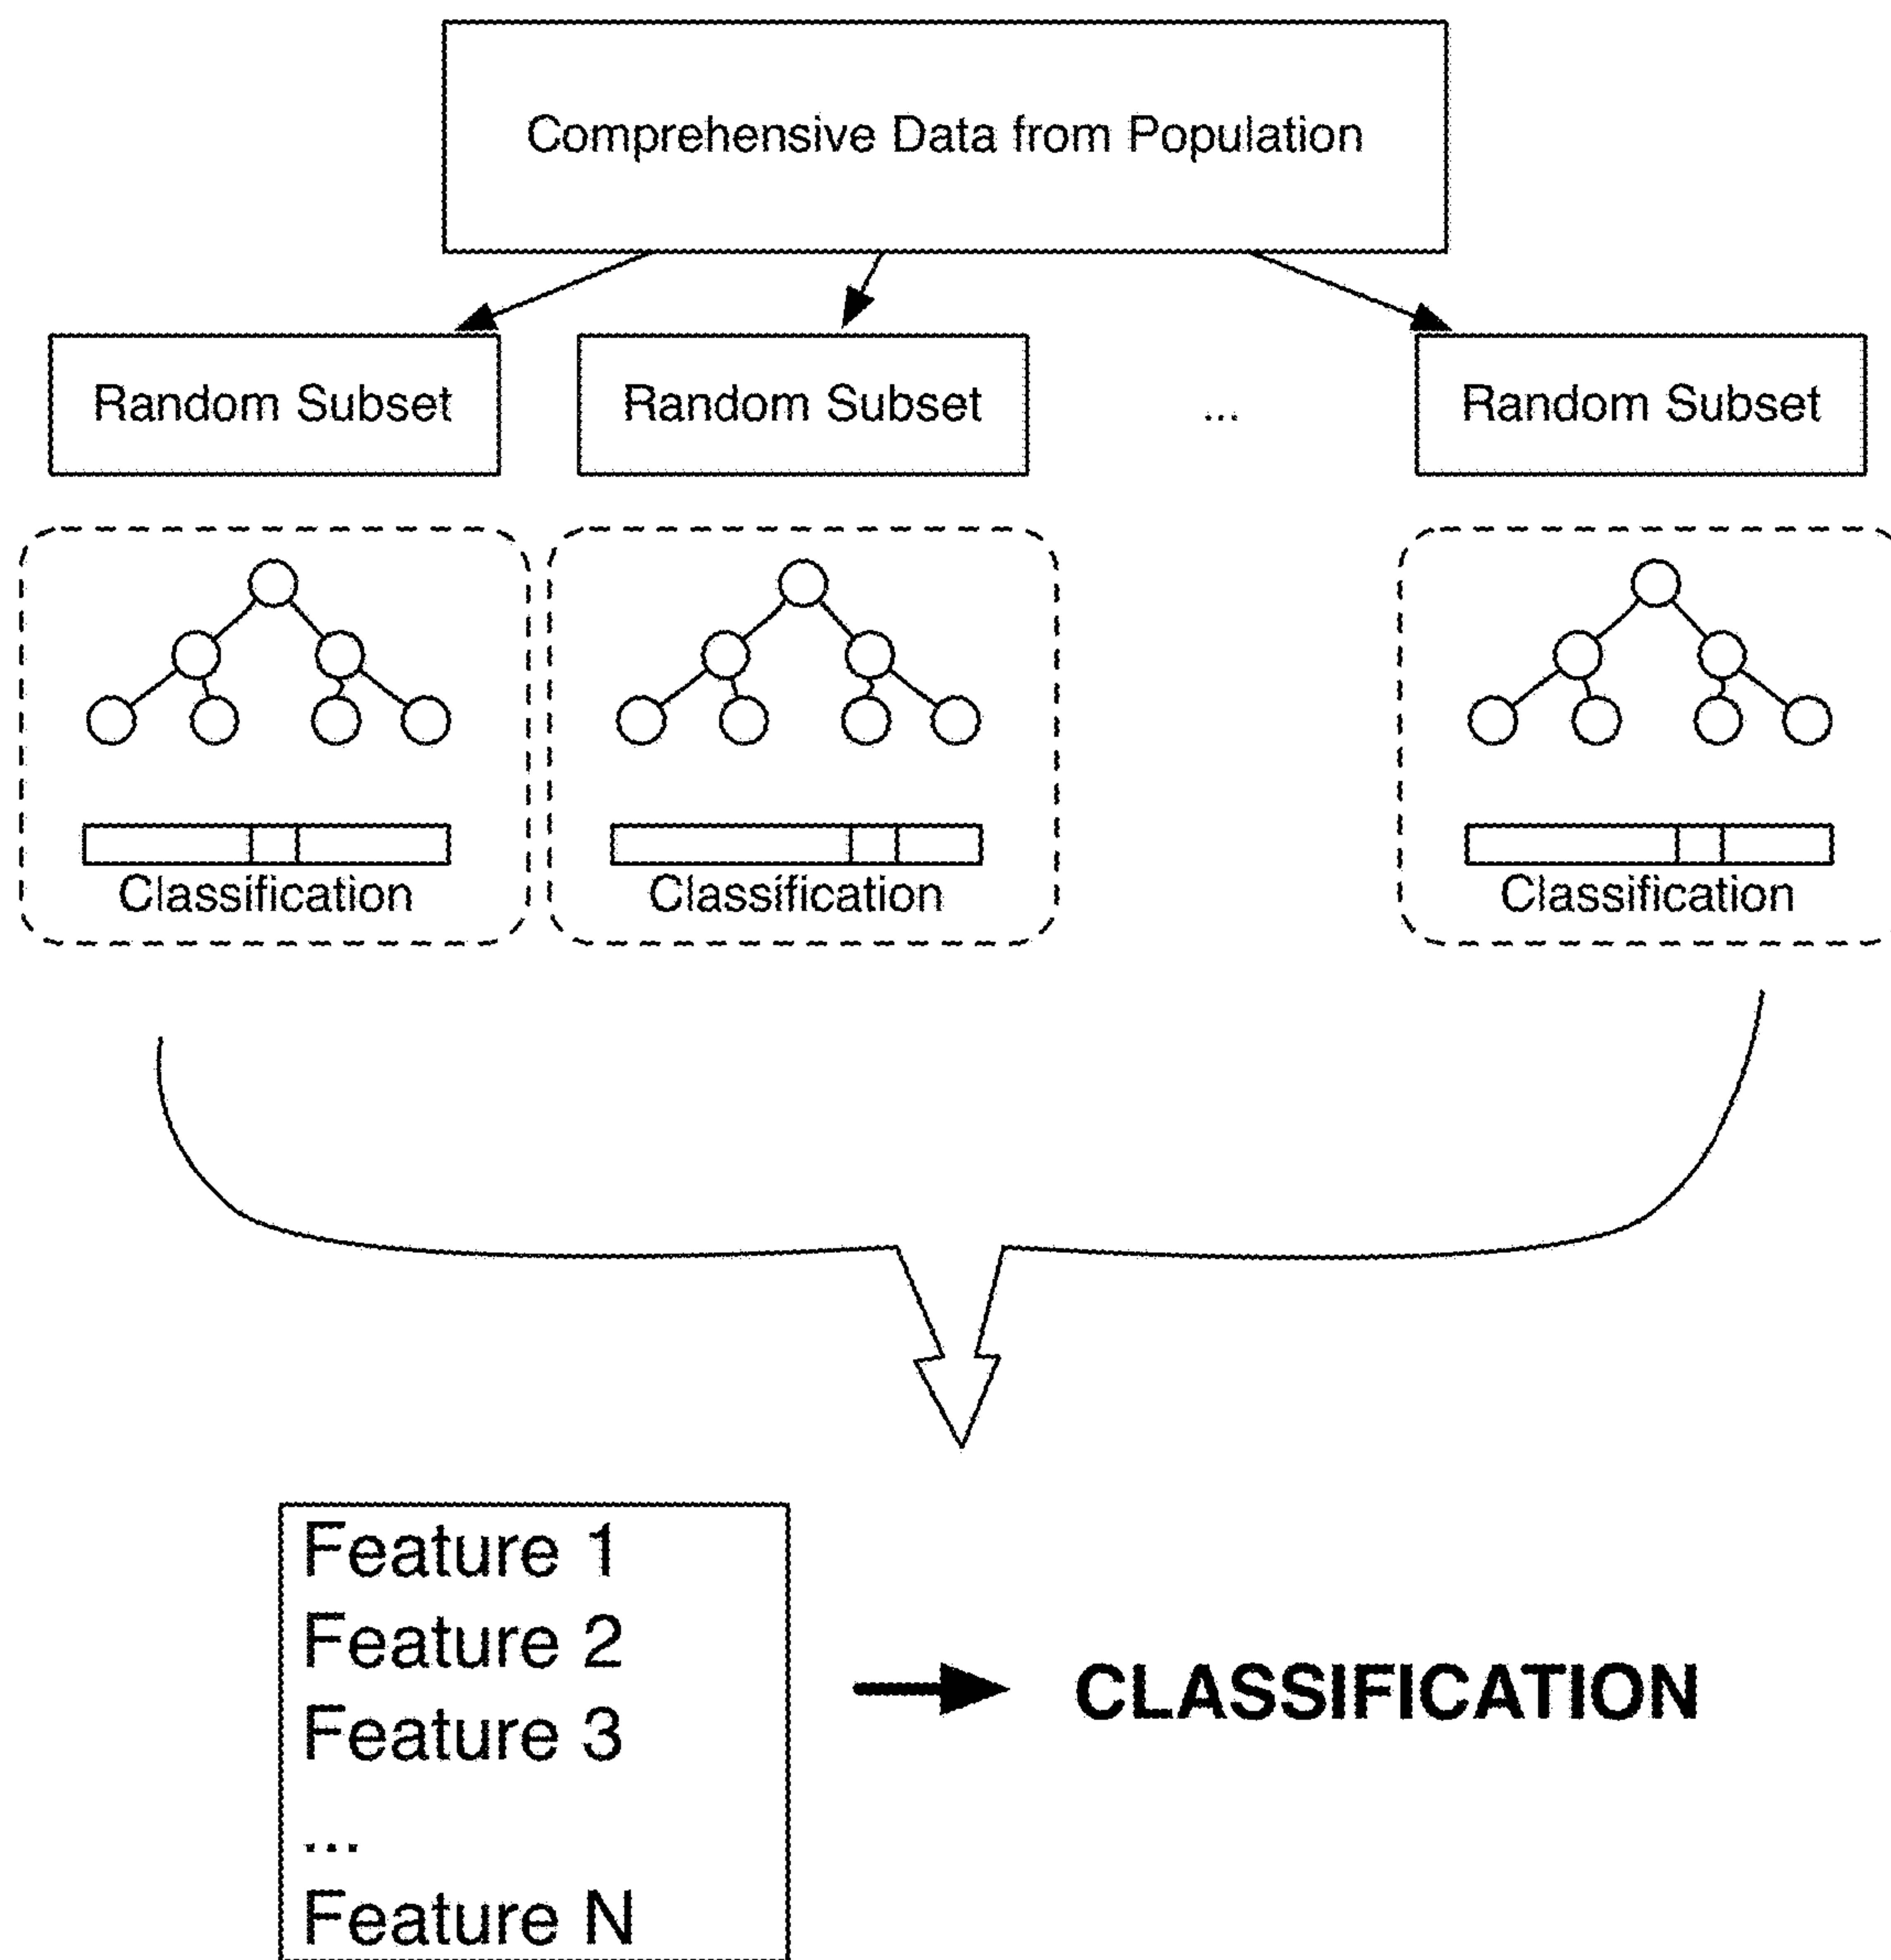 Comprehensive Data from Population
Random Subset
Random Subset
...
Random Subset
Classification
Classification
Classification
Feature 1
Feature 2
Feature 3
...
Feature N
CLASSIFICATION